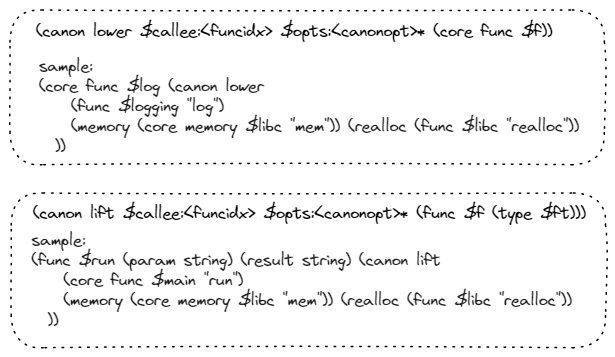 (canon lower $callee:<funcidx> $opts:<canonopt>* (core func $f))
sample:
(core func $log (canon lower
(func $logging "log")
(memory (core memory $libc "mem")) (realloc (func $libc "realloc"))
))
(canon lift $callee:<funcidx> $opts:<canonopt>* (func $f (type $ft)))
sample:
(func $run (param string) (result string) (canon lift
(core func $main "run")
(memory (core memory $libc "mem")) (realloc (func $libc "realloc"))
))